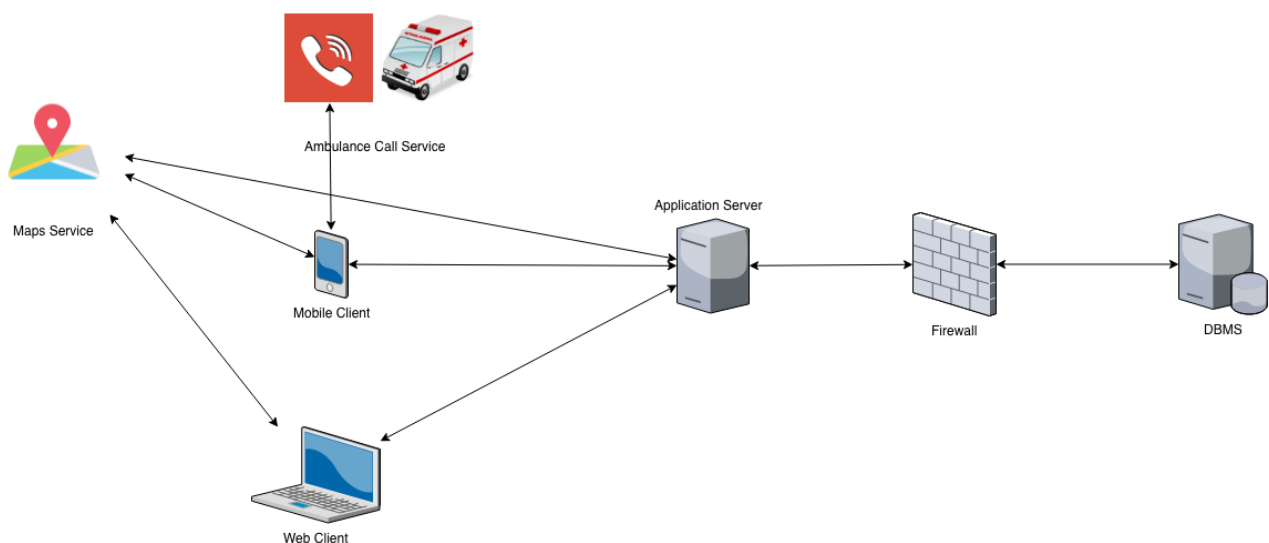 Ambulance Call Service
Maps Service
Application Server
Mobile Client
Firewall
DBMS
Web Client